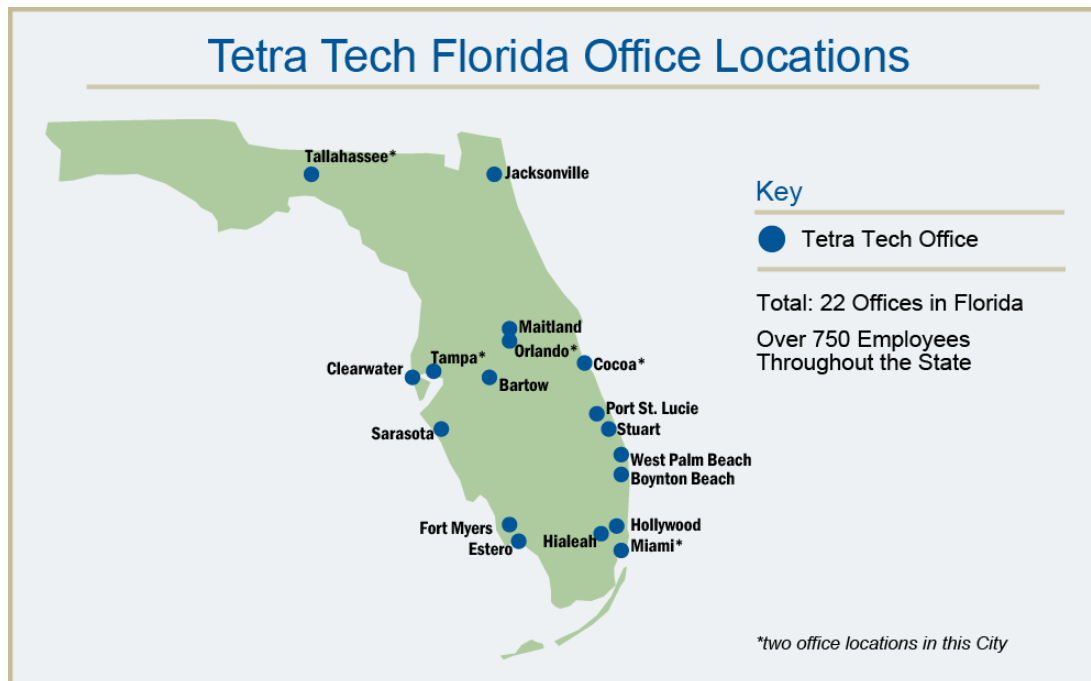 Tetra Tech Florida Office Locations
Tallahassee*
Jacksonville
Key
Tetra Tech Office
Total: 22 Offices in Florida
Over 750 Employees
Throughout the State
Maitland
Orlando*
Tampa*
Cocoa*
Clearwater
Bartow
Port St. Lucie
Stuart
Sarasota
West Palm Beach
Boynton Beach
Fort Myers
Hollywood
Hialeah
Estero
Miami*
*two office locations in this City